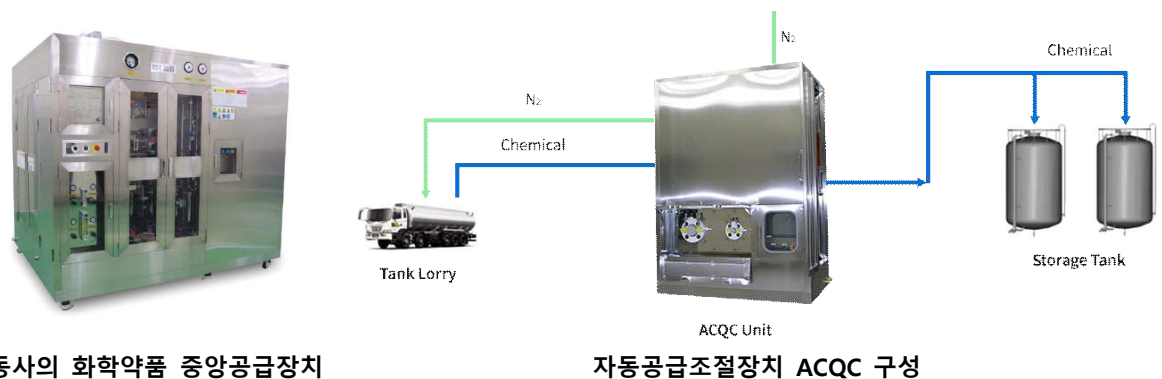 N₂
Chemical
N₂
Chemical
Tank Lorry
Storage Tank
ACQC Unit
동사의 화학약품 중앙공급장치
자동공급조절장치 ACQC 구성